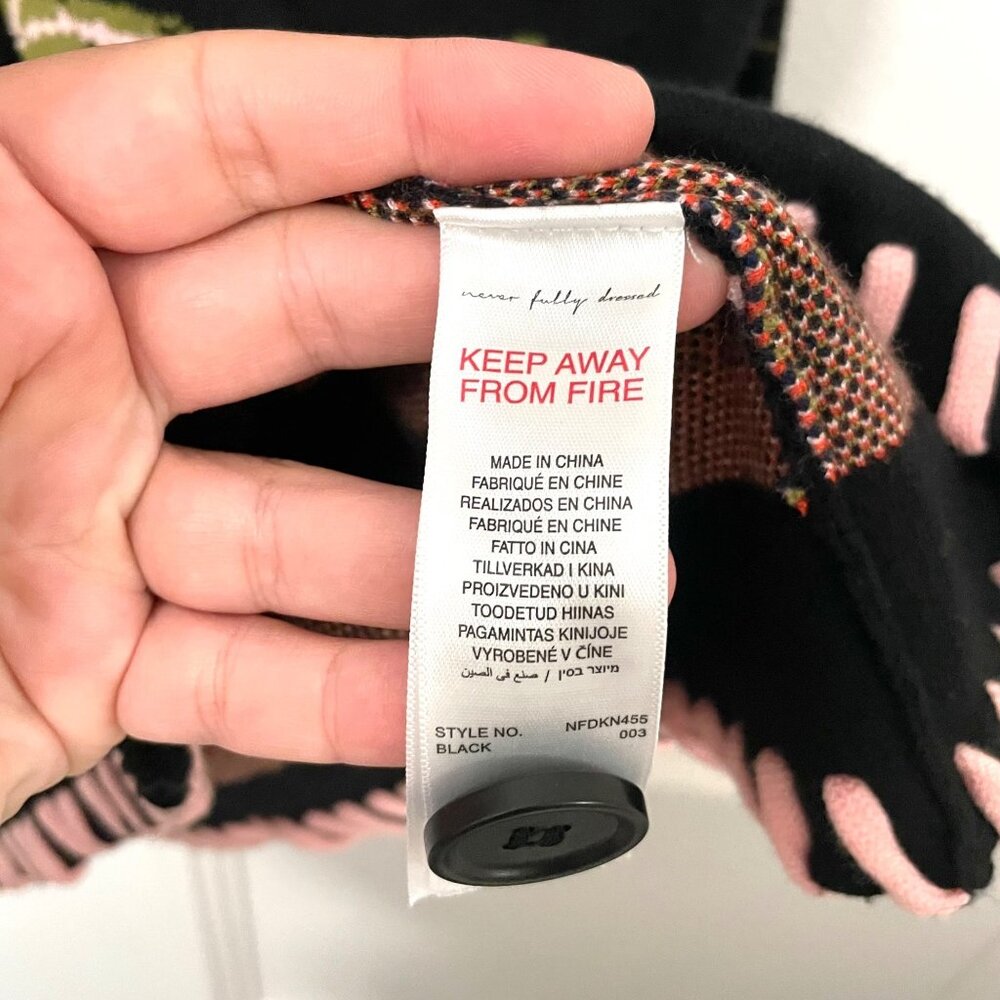 never fully dressed
KEEP AWAY
FROM FIRE
MADE IN CHINA
FABRIQUÉ EN CHINE
REALIZADOS EN CHINA
FABRIQUÉ EN CHINE
FATTO IN CINA
TILLVERKAD I KINA
PROIZVEDENO U KINI
TOODETUD HIINAS
PAGAMINTAS KINIJOJE
VYROBENÉ V ČÍNE
מיוצר בסין / صنع في الصين
STYLE NO. NFDKN455
BLACK 003